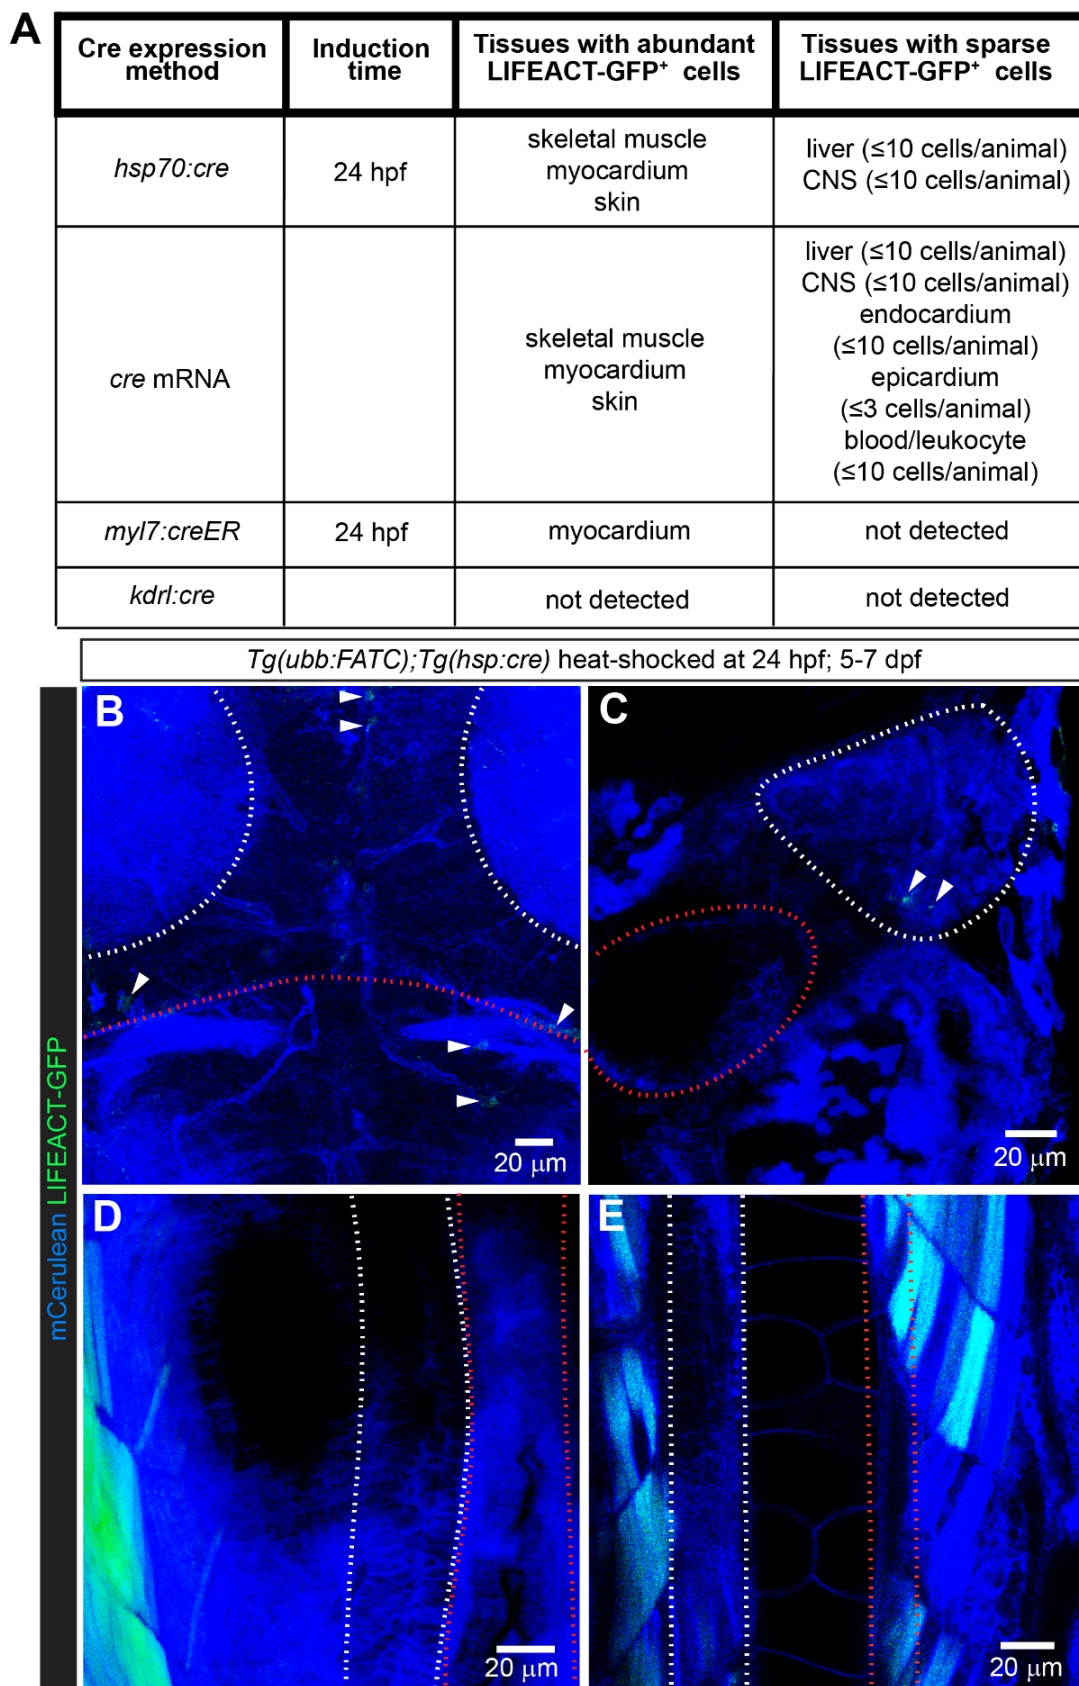 A
Cre expression method
Induction time
Tissues with abundant LIFEACT-GFP⁺ cells
Tissues with sparse LIFEACT-GFP⁺ cells
hsp70:cre
24 hpf
skeletal muscle
myocardium
skin
liver (≤10 cells/animal)
CNS (≤10 cells/animal)
cre mRNA
skeletal muscle
myocardium
skin
liver (≤10 cells/animal)
CNS (≤10 cells/animal)
endocardium
(≤10 cells/animal)
epicardium
(≤3 cells/animal)
blood/leukocyte
(≤10 cells/animal)
myl7:creER
24 hpf
myocardium
not detected
kdrl:cre
not detected
not detected
Tg(ubb:FATC);Tg(hsp:cre) heat-shocked at 24 hpf; 5-7 dpf
mCerulean LIFEACT-GFP
B
20 μm
C
20 μm
D
20 μm
E
20 μm